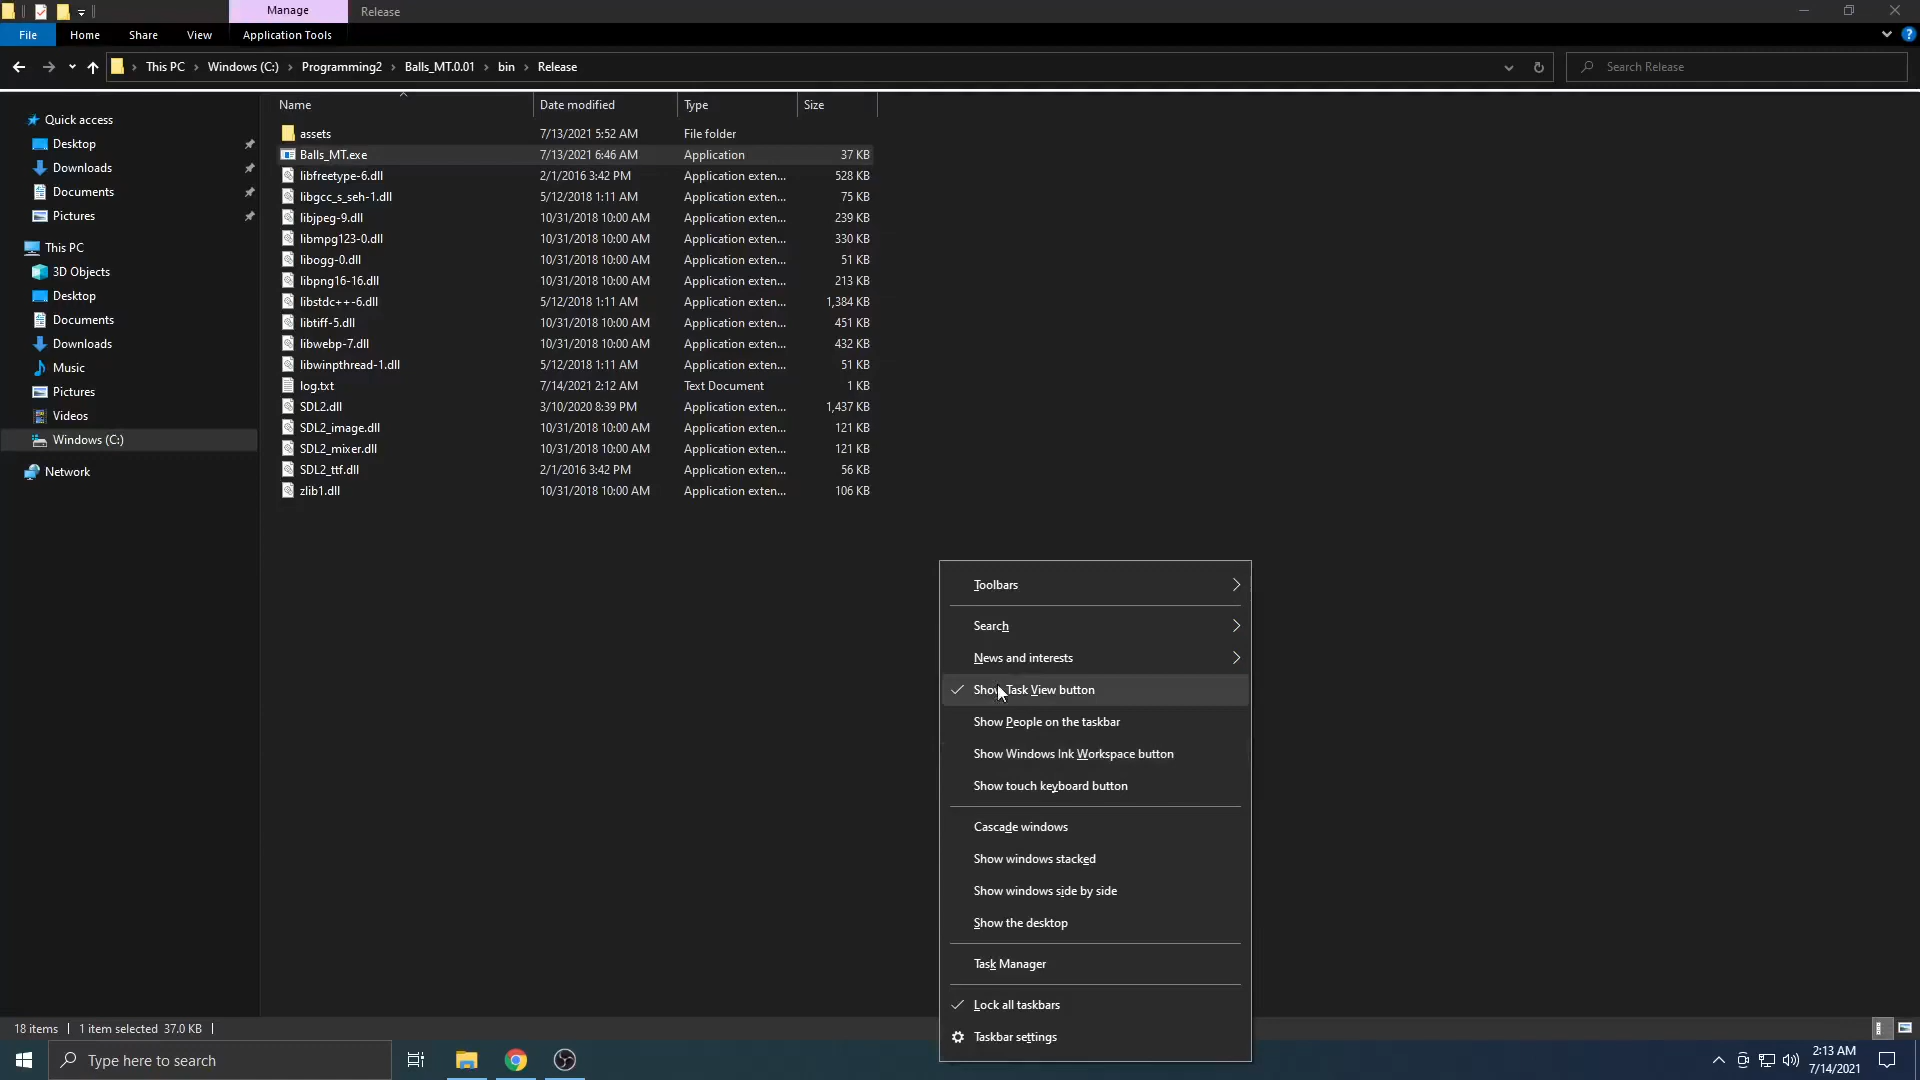 Manage Release
File Home Share View Application Tools
This PC Windows (C:) Programming2 Balls_MT.0.01 bin Release Search Release
Name Date modified Type Size
Quick access
Desktop
Downloads
Documents
Pictures
This PC
3D Objects
Desktop
Documents
Downloads
Music
Pictures
Videos
Windows (C:)
Network
assets 7/13/2021 5:52 AM File folder
Balls_MT.exe 7/13/2021 6:46 AM Application 37 KB
libfreetype-6.dll 2/1/2016 3:42 PM Application exten... 528 KB
libgcc_s_seh-1.dll 5/12/2018 1:11 AM Application exten... 75 KB
libjpeg-9.dll 10/31/2018 10:00 AM Application exten... 239 KB
libmpg123-0.dll 10/31/2018 10:00 AM Application exten... 330 KB
libogg-0.dll 10/31/2018 10:00 AM Application exten... 51 KB
libpng16-16.dll 10/31/2018 10:00 AM Application exten... 213 KB
libstdc++-6.dll 5/12/2018 1:11 AM Application exten... 1,384 KB
libtiff-5.dll 10/31/2018 10:00 AM Application exten... 451 KB
libwebp-7.dll 10/31/2018 10:00 AM Application exten... 432 KB
libwinpthread-1.dll 5/12/2018 1:11 AM Application exten... 51 KB
log.txt 7/14/2021 2:12 AM Text Document 1 KB
SDL2.dll 3/10/2020 8:39 PM Application exten... 1,437 KB
SDL2_image.dll 10/31/2018 10:00 AM Application exten... 121 KB
SDL2_mixer.dll 10/31/2018 10:00 AM Application exten... 121 KB
SDL2_ttf.dll 2/1/2016 3:42 PM Application exten... 56 KB
zlib1.dll 10/31/2018 10:00 AM Application exten... 106 KB
Toolbars
Search
News and interests
Show Task View button
Show People on the taskbar
Show Windows Ink Workspace button
Show touch keyboard button
Cascade windows
Show windows stacked
Show windows side by side
Show the desktop
Task Manager
Lock all taskbars
Taskbar settings
18 items 1 item selected 37.0 KB
Type here to search
2:13 AM
7/14/2021